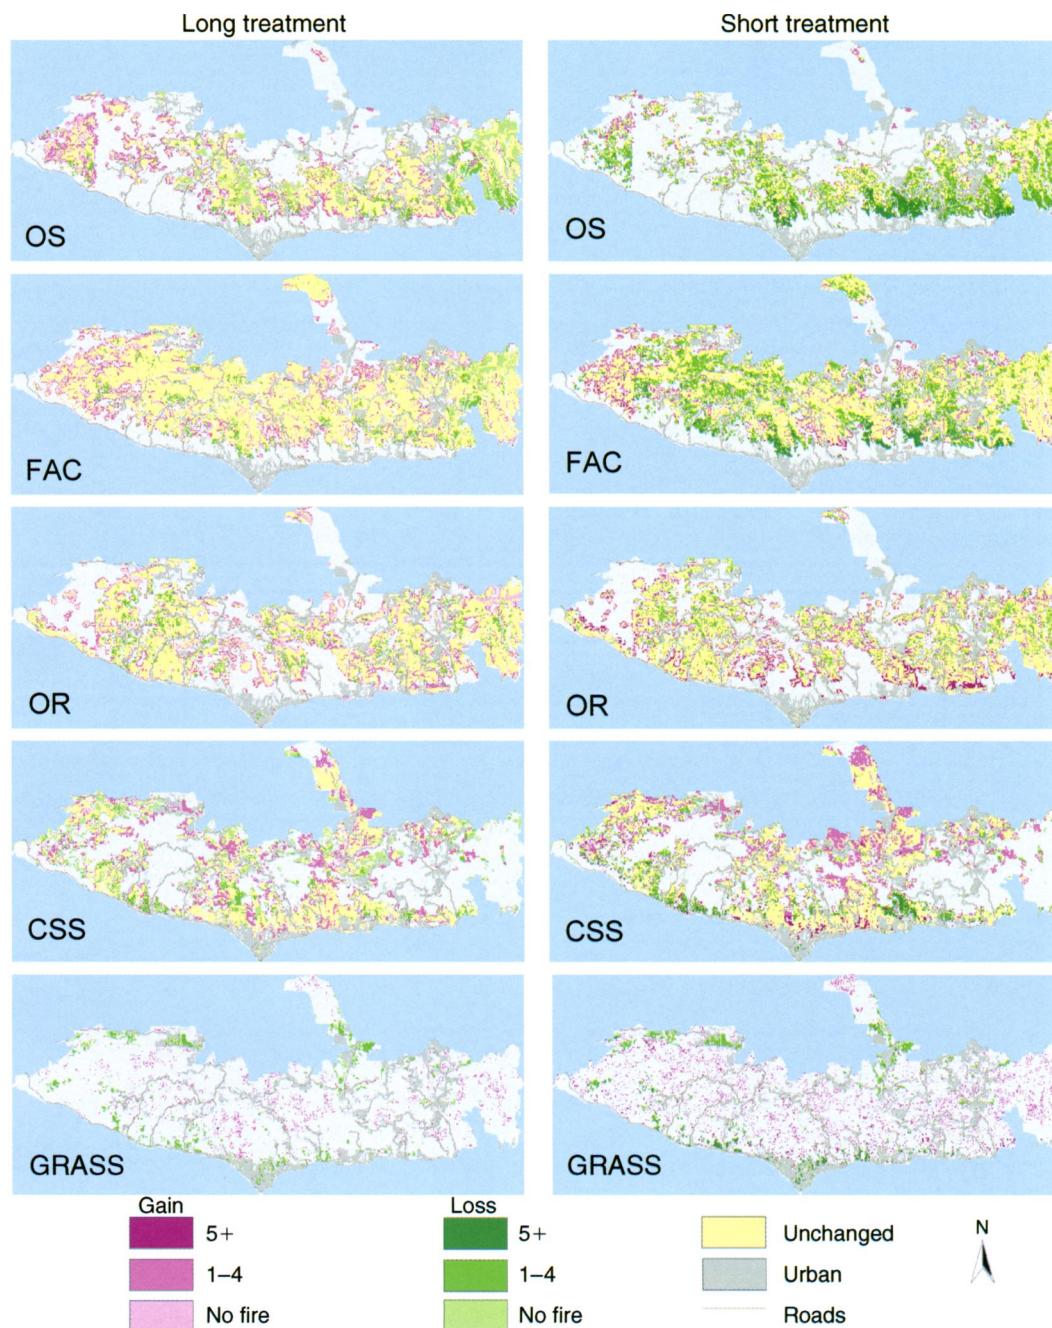 Long treatment
Short treatment
OS
OS
FAC
FAC
OR
OR
CSS
CSS
GRASS
GRASS
Gain
Loss
5+
5+
Unchanged
N
1–4
1–4
Urban
No fire
No fire
Roads